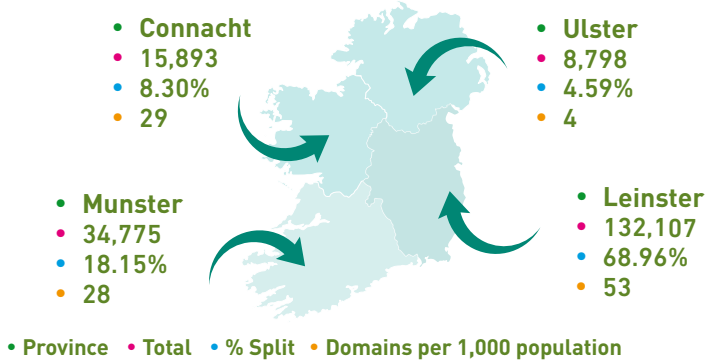 Connacht
15,893
8.30%
29
Ulster
8,798
4.59%
4
Munster
34,775
18.15%
28
Leinster
132,107
68.96%
53
• Province • Total • % Split • Domains per 1,000 population